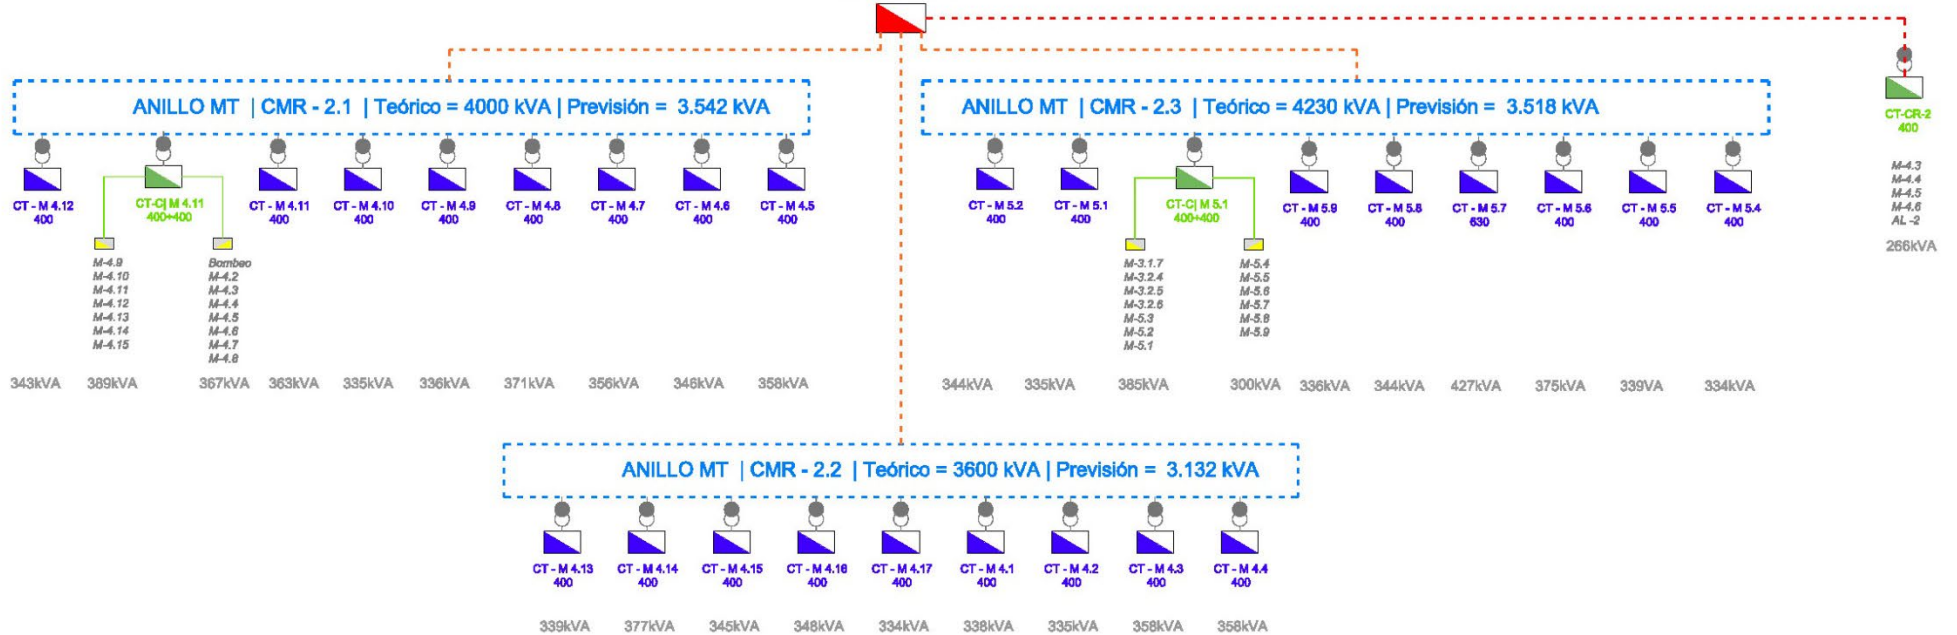 ANILLO MT | CMR - 2.1 | Teórico = 4000 kVA | Previsión = 3.542 kVA
CT - M 4.12
400
CT-C| M 4.11
400+400
CT - M 4.11
400
CT - M 4.10
400
CT - M 4.9
400
CT - M 4.8
400
CT - M 4.7
400
CT - M 4.6
400
CT - M 4.5
400
M-4.9
M-4.10
M-4.11
M-4.12
M-4.13
M-4.14
M-4.15
Bombeo
M-4.2
M-4.3
M-4.4
M-4.5
M-4.6
M-4.7
M-4.8
343kVA
389kVA
367kVA
363kVA
335kVA
336kVA
371kVA
356kVA
346kVA
358kVA
ANILLO MT | CMR - 2.3 | Teórico = 4230 kVA | Previsión = 3.518 kVA
CT - M 5.2
400
CT - M 5.1
400
CT-C| M 5.1
400+400
CT - M 5.9
400
CT - M 5.8
400
CT - M 5.7
630
CT - M 5.6
400
CT - M 5.5
400
CT - M 5.4
400
M-3.1.7
M-3.2.4
M-3.2.5
M-3.2.6
M-5.3
M-5.2
M-5.1
M-5.4
M-5.5
M-5.6
M-5.7
M-5.8
M-5.9
344kVA
335kVA
385kVA
300kVA
336kVA
344kVA
427kVA
375kVA
339VA
334kVA
CT-CR-2
400
M-4.3
M-4.4
M-4.5
M-4.6
AL -2
266kVA
ANILLO MT | CMR - 2.2 | Teórico = 3600 kVA | Previsión = 3.132 kVA
CT - M 4.13
400
CT - M 4.14
400
CT - M 4.15
400
CT - M 4.16
400
CT - M 4.17
400
CT - M 4.1
400
CT - M 4.2
400
CT - M 4.3
400
CT - M 4.4
400
339kVA
377kVA
345kVA
348kVA
334kVA
338kVA
335kVA
358kVA
358kVA